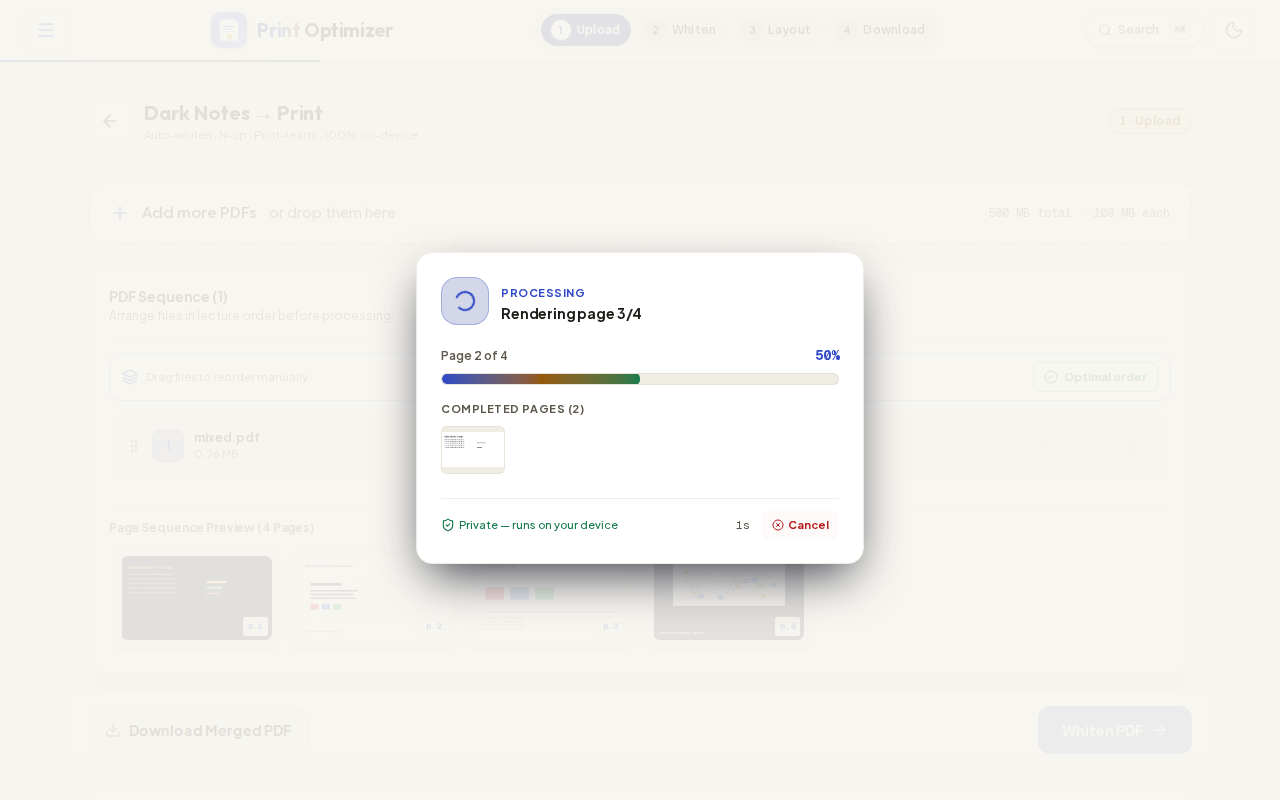 Print Optimizer
1 Upload
2 Whiten
3 Layout
4 Download
Search ⌘K
Dark Notes → Print
Auto-whiten · N-up · Print-ready · 100% on-device
1 · Upload
Add more PDFs or drop them here
500 MB total 100 MB each
PDF Sequence (1)
Arrange files in lecture order before processing.
Drag files to reorder manually
Optimal order
1 mixed.pdf
0.26 MB
PROCESSING
Rendering page 3/4
Page 2 of 4 50%
COMPLETED PAGES (2)
Private — runs on your device 1s Cancel
Page Sequence Preview (4 Pages)
p.1
p.2
p.3
p.4
Download Merged PDF
Whiten PDF